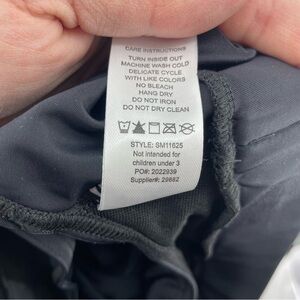 CARE INSTRUCTIONS
TURN INSIDE OUT
MACHINE WASH COLD
DELICATE CYCLE
WITH LIKE COLORS
NO BLEACH
HANG DRY
DO NOT IRON
DO NOT DRY CLEAN
STYLE: SM11625
Not intended for
children under 3
PO#: 2022939
Supplier#: 29882